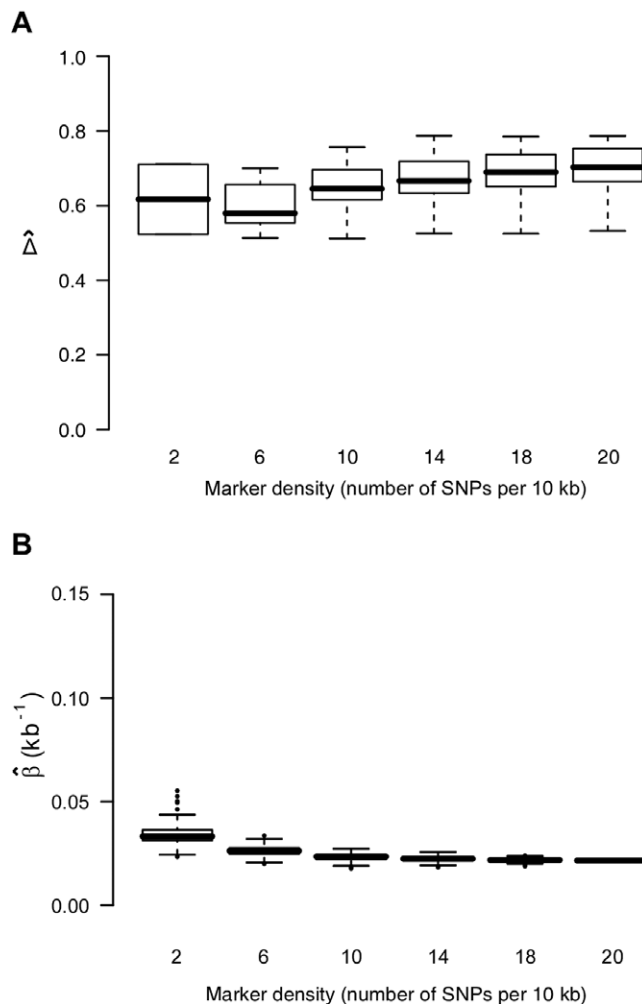 A
1.0
0.8
0.6
0.4
0.2
0.0
Δ̂
2 6 10 14 18 20
Marker density (number of SNPs per 10 kb)
B
0.15
0.10
0.05
0.00
β̂ (kb⁻¹)
2 6 10 14 18 20
Marker density (number of SNPs per 10 kb)